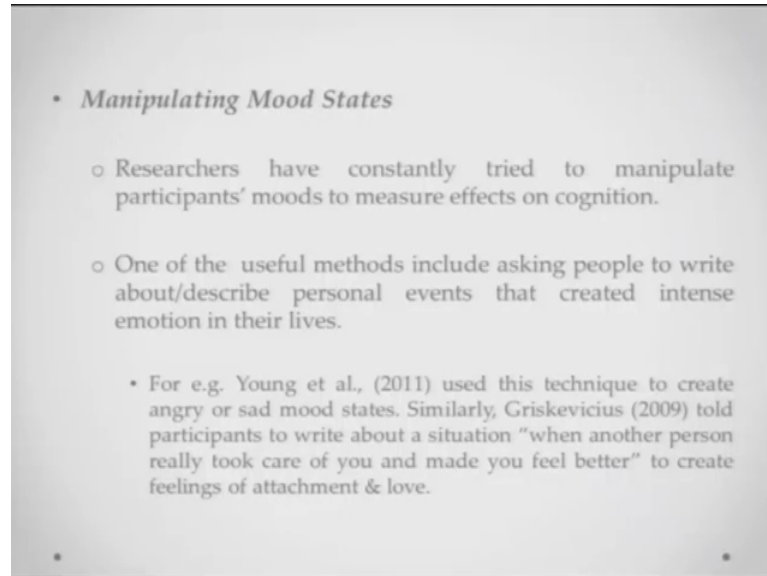 • Manipulating Mood States
o Researchers have constantly tried to manipulate
participants' moods to measure effects on cognition.
o One of the useful methods include asking people to write
about/describe personal events that created intense
emotion in their lives.
• For e.g. Young et al., (2011) used this technique to create
angry or sad mood states. Similarly, Griskevicius (2009) told
participants to write about a situation "when another person
really took care of you and made you feel better" to create
feelings of attachment & love.